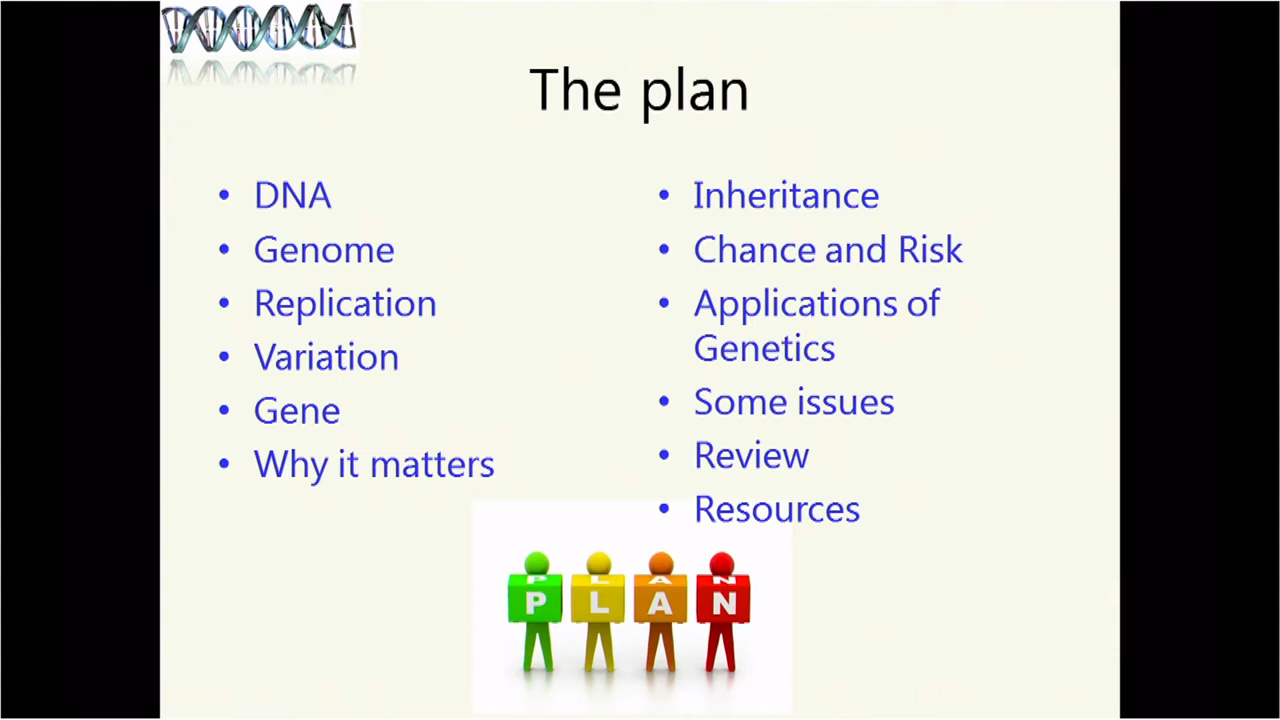 The plan
• DNA
• Genome
• Replication
• Variation
• Gene
• Why it matters
• Inheritance
• Chance and Risk
• Applications of
Genetics
• Some issues
• Review
• Resources
P L A N
P L A N